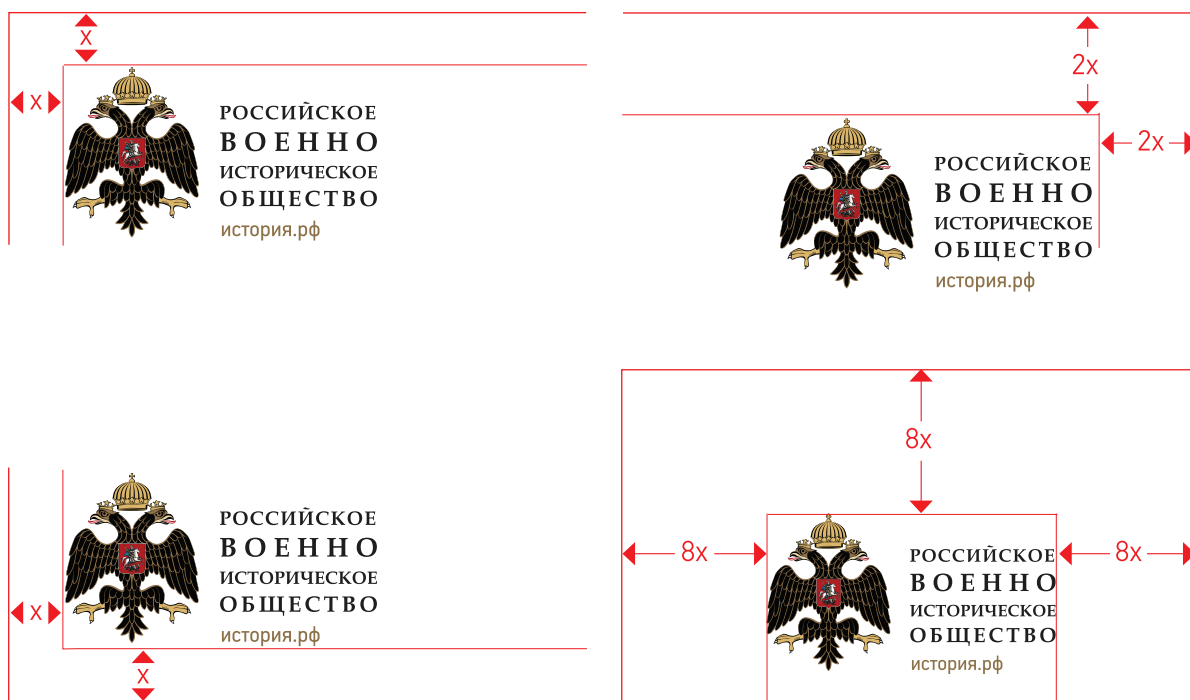 x
x
РОССИЙСКОЕ
ВОЕННО
ИСТОРИЧЕСКОЕ
ОБЩЕСТВО
история.рф
2x
2x
РОССИЙСКОЕ
ВОЕННО
ИСТОРИЧЕСКОЕ
ОБЩЕСТВО
история.рф
РОССИЙСКОЕ
ВОЕННО
ИСТОРИЧЕСКОЕ
ОБЩЕСТВО
история.рф
x
x
8x
8x
8x
РОССИЙСКОЕ
ВОЕННО
ИСТОРИЧЕСКОЕ
ОБЩЕСТВО
история.рф